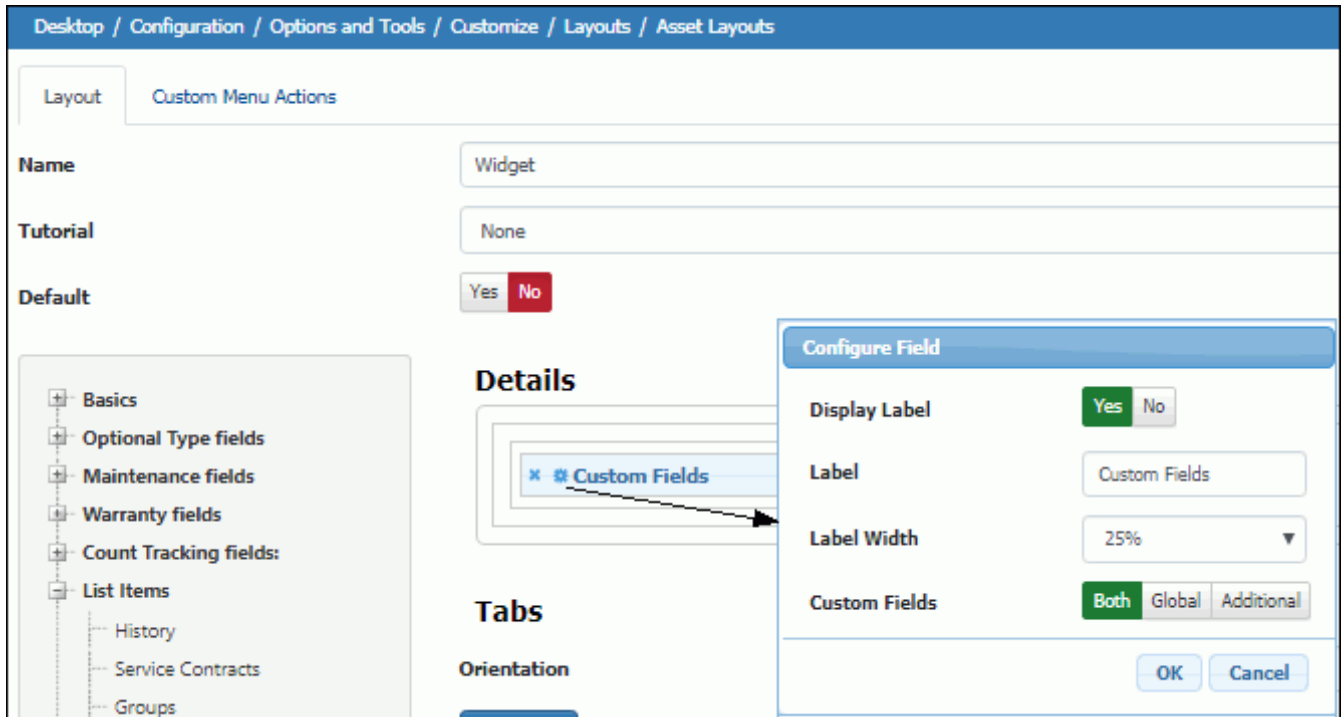 Desktop / Configuration / Options and Tools / Customize / Layouts / Asset Layouts
Layout Custom Menu Actions
Name Widget
Tutorial None
Default Yes No
Basics
Optional Type fields
Maintenance fields
Warranty fields
Count Tracking fields:
List Items
History
Service Contracts
Groups
Details
Custom Fields
Tabs
Orientation
Configure Field
Display Label Yes No
Label Custom Fields
Label Width 25%
Custom Fields Both Global Additional
OK Cancel